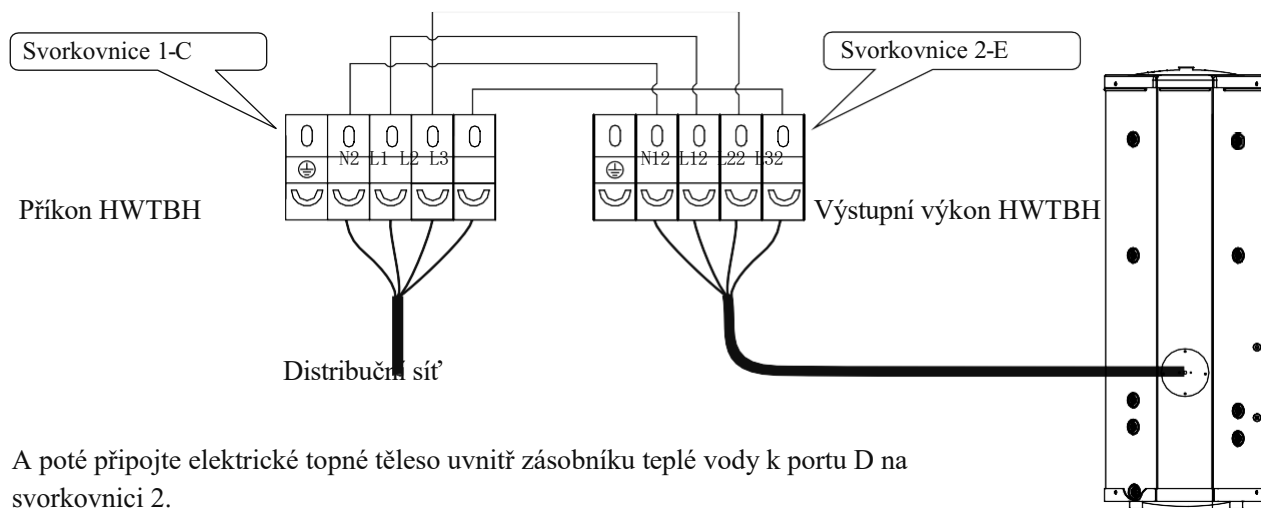 Svorkovnice 1-C
Svorkovnice 2-E
N2 L1 L2 L3
N12 L12 L22 L32
Příkon HWTBH
Výstupní výkon HWTBH
Distribuční síť
A poté připojte elektrické topné těleso uvnitř zásobníku teplé vody k portu D na
svorkovnici 2.